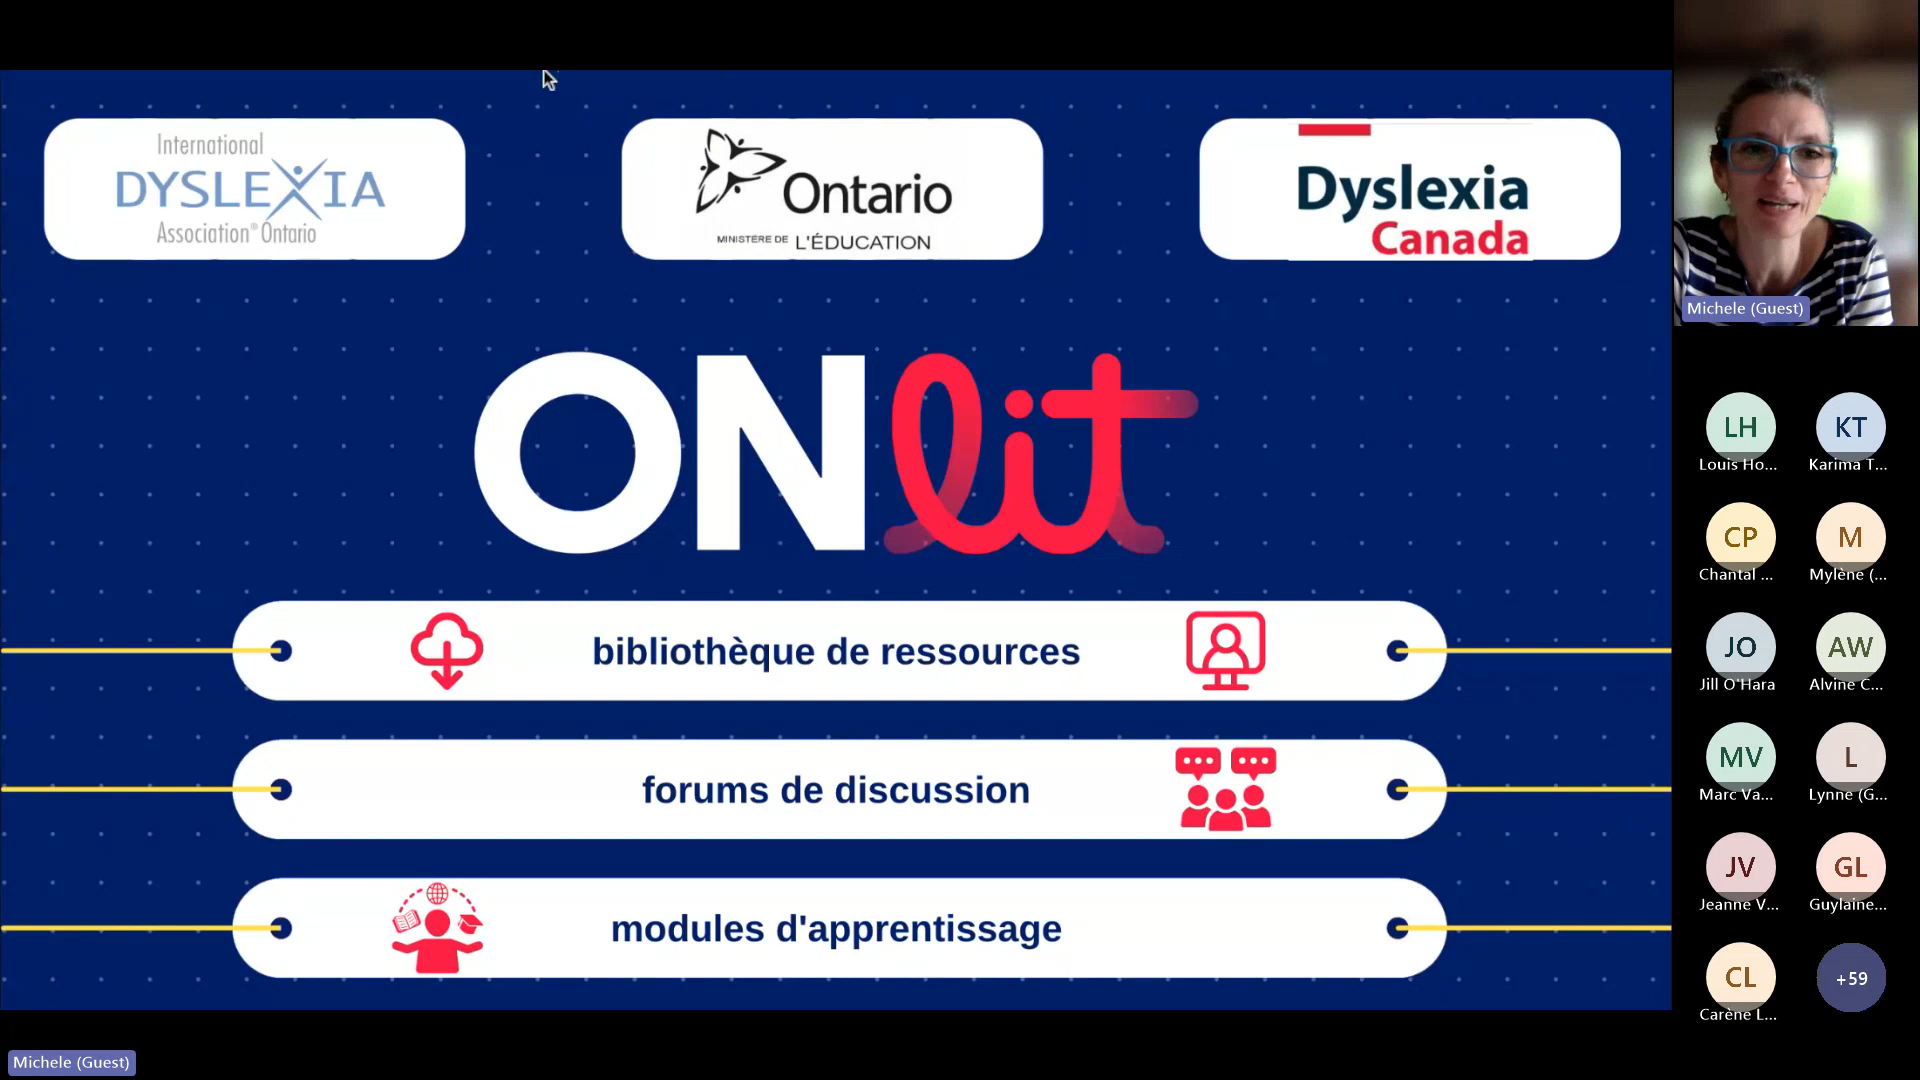 International
DYSLEXIA
Association® Ontario
Ontario
MINISTÈRE DE L'ÉDUCATION
Dyslexia
Canada
ONlit
bibliothèque de ressources
forums de discussion
modules d'apprentissage
Michele (Guest)
LH
KT
Louis Ho...
Karima T...
CP
M
Chantal ...
Mylène (...
JO
AW
Jill O'Hara
Alvine C...
MV
L
Marc Va...
Lynne (G...
JV
GL
Jeanne V...
Guylaine...
CL
+59
Carène L...
Michele (Guest)